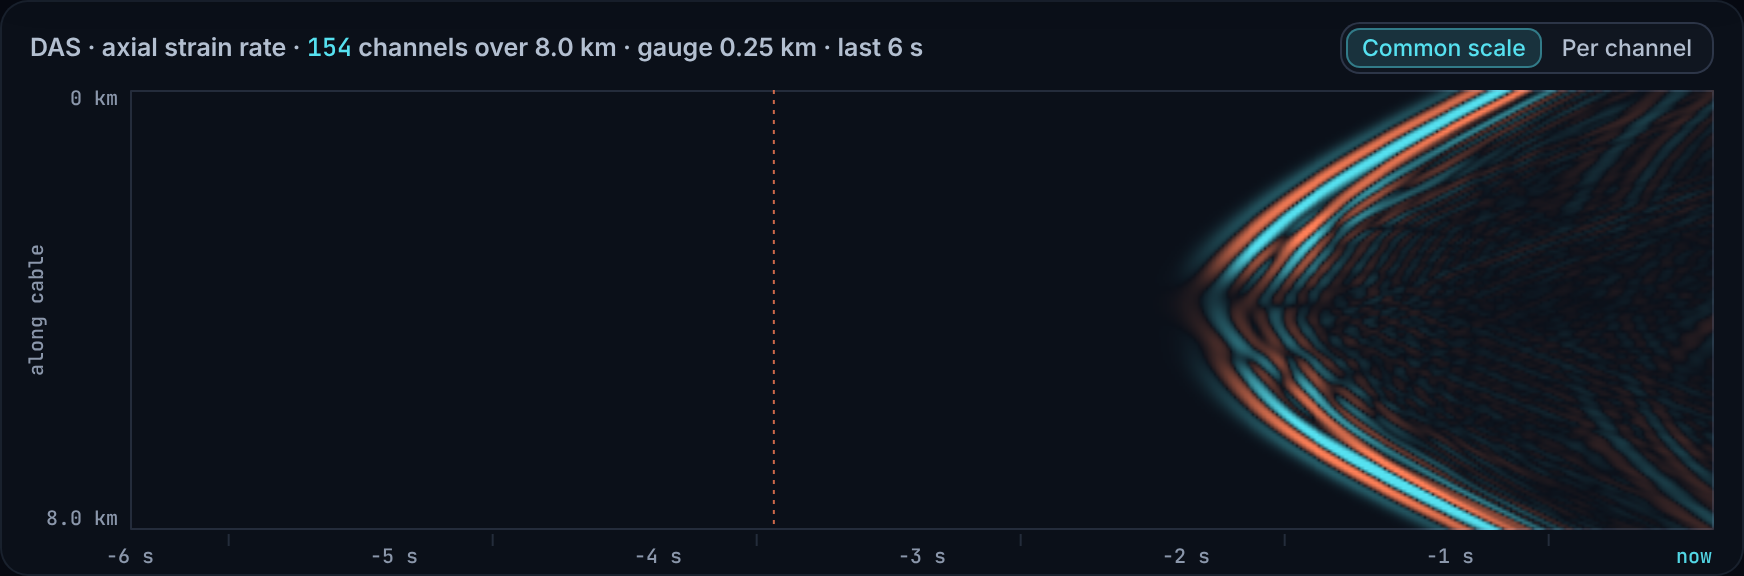 DAS · axial strain rate · 154 channels over 8.0 km · gauge 0.25 km · last 6 s
Common scale
Per channel
0 km
along cable
8.0 km
-6 s
-5 s
-4 s
-3 s
-2 s
-1 s
now